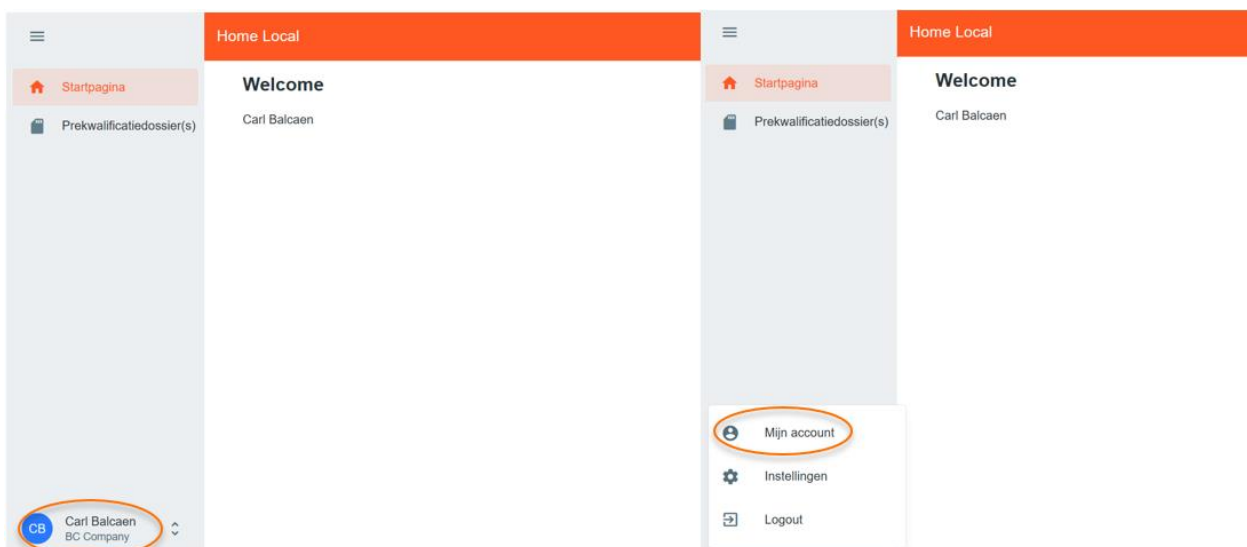 Home Local
Startpagina
Welcome
Prekwalificatiedossier(s)
Carl Balcaen
CB
Carl Balcaen
BC Company
Home Local
Startpagina
Welcome
Prekwalificatiedossier(s)
Carl Balcaen
Mijn account
Instellingen
Logout